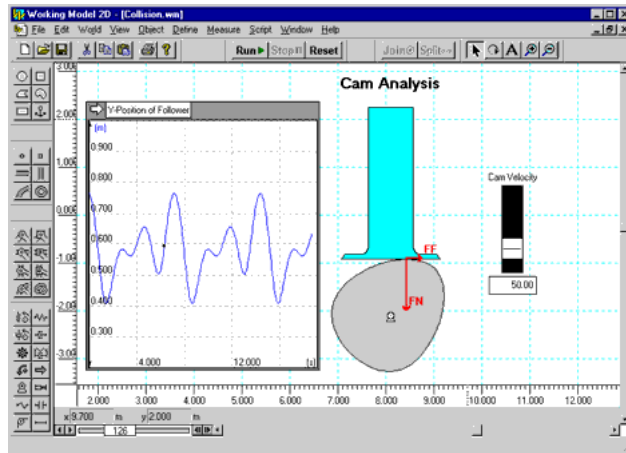 Working Model 2D - [Collision.wm]
File Edit World View Object Define Measure Script Window Help
Run Stop Reset Join Split A
Cam Analysis
Y-Position of Follower
[m]
0.900
0.800
0.700
0.600
0.500
0.400
0.300
4.000 12.000 [t]
3.000
2.000
1.000
0.000
-1.000
-2.000
-3.000
FF
FN
Cam Velocity
50.00
2.000 3.000 4.000 5.000 6.000 7.000 8.000 9.000 10.000 11.000 12.000
x 9.700 m y 2.000 m
126